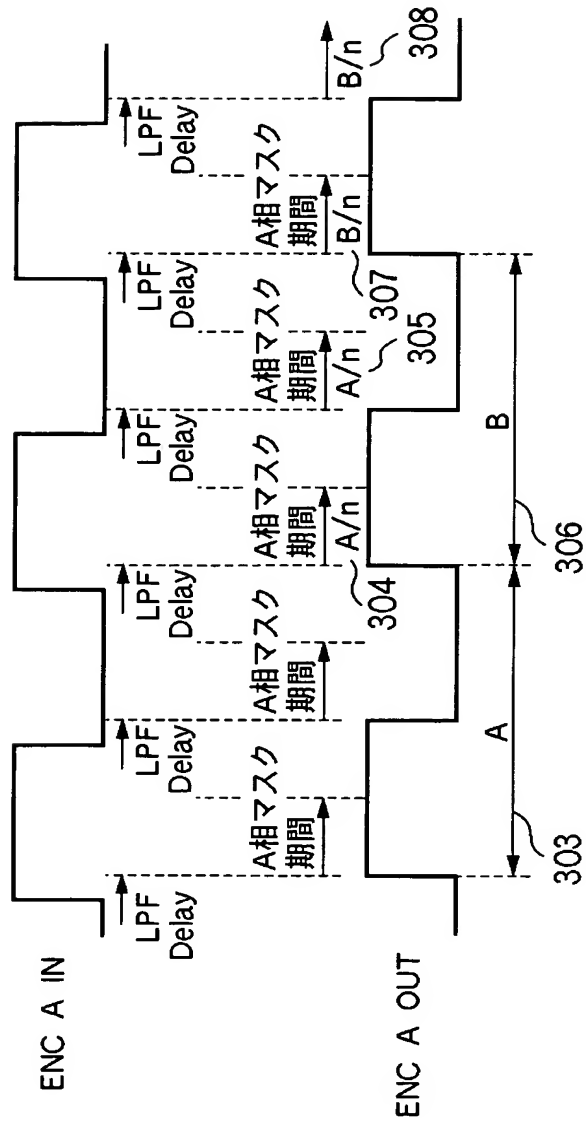 ENC A IN
LPF
Delay
LPF
Delay
LPF
Delay
LPF
Delay
LPF
Delay
LPF
Delay
A相マスク
期間
A相マスク
期間
A相マスク
期間
A相マスク
期間
A相マスク
期間
A/n
304
A/n
305
B/n
307
B/n
308
ENC A OUT
A
303
B
306